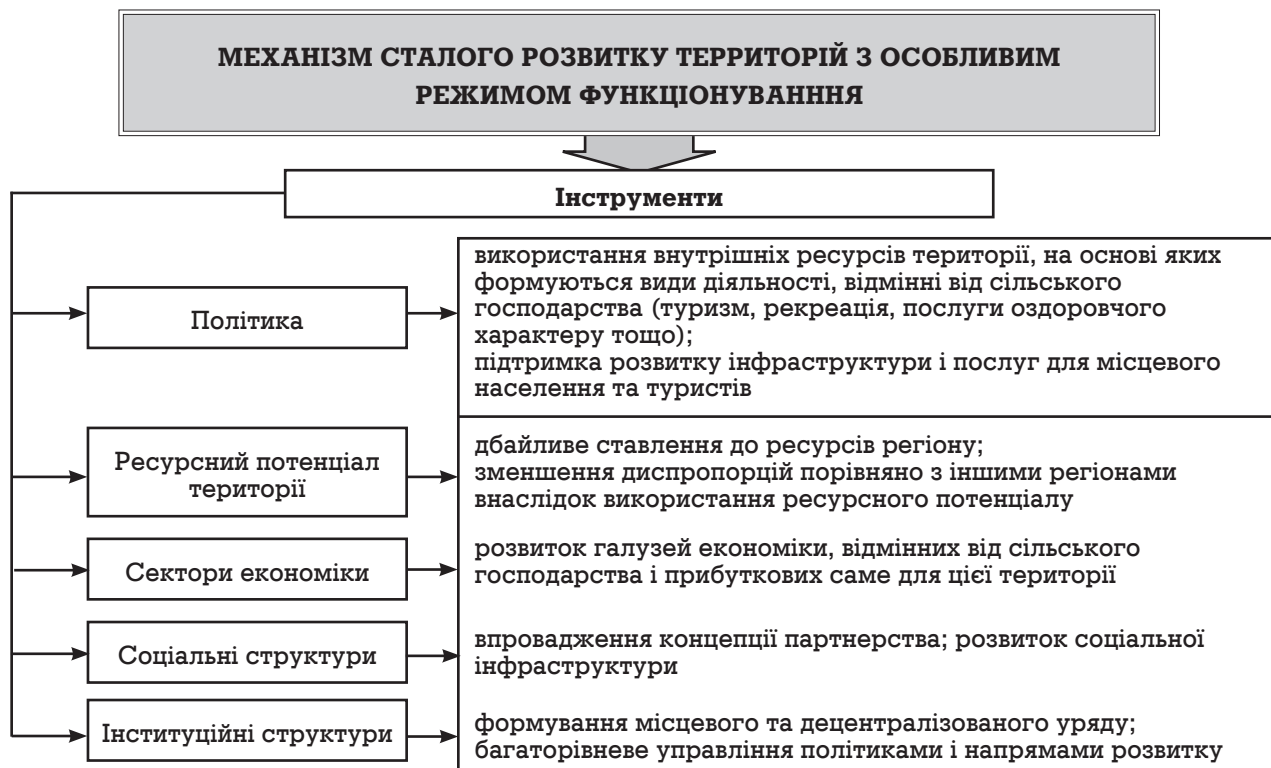 МЕХАНІЗМ СТАЛОГО РОЗВИТКУ ТЕРРИТОРІЙ З ОСОБЛИВИМ
РЕЖИМОМ ФУНКЦІОНУВАНННЯ
Інструменти
Політика
використання внутрішніх ресурсів території, на основі яких
формуються види діяльності, відмінні від сільського
господарства (туризм, рекреація, послуги оздоровчого
характеру тощо);
підтримка розвитку інфраструктури і послуг для місцевого
населення та туристів
Ресурсний потенціал
території
дбайливе ставлення до ресурсів регіону;
зменшення диспропорцій порівняно з іншими регіонами
внаслідок використання ресурсного потенціалу
Сектори економіки
розвиток галузей економіки, відмінних від сільського
господарства і прибуткових саме для цієї території
Соціальні структури
впровадження концепції партнерства; розвиток соціальної
інфраструктури
Інституційні структури
формування місцевого та децентралізованого уряду;
багаторівневе управління політиками і напрямами розвитку